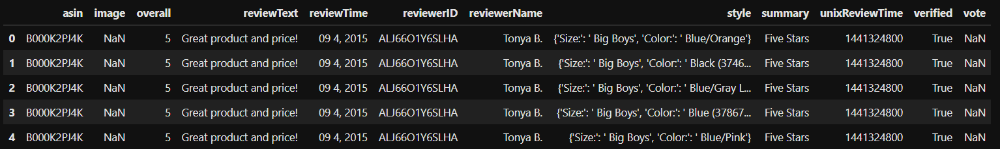 asin image overall reviewText reviewTime reviewerID reviewerName style summary unixReviewTime verified vote
0 B000K2PJ4K NaN 5 Great product and price! 09 4, 2015 ALJ66O1Y6SLHA Tonya B. {'Size:': ' Big Boys', 'Color:': ' Blue/Orange'} Five Stars 1441324800 True NaN
1 B000K2PJ4K NaN 5 Great product and price! 09 4, 2015 ALJ66O1Y6SLHA Tonya B. {'Size:': ' Big Boys', 'Color:': ' Black (3746... Five Stars 1441324800 True NaN
2 B000K2PJ4K NaN 5 Great product and price! 09 4, 2015 ALJ66O1Y6SLHA Tonya B. {'Size:': ' Big Boys', 'Color:': ' Blue/Gray L... Five Stars 1441324800 True NaN
3 B000K2PJ4K NaN 5 Great product and price! 09 4, 2015 ALJ66O1Y6SLHA Tonya B. {'Size:': ' Big Boys', 'Color:': ' Blue (37867... Five Stars 1441324800 True NaN
4 B000K2PJ4K NaN 5 Great product and price! 09 4, 2015 ALJ66O1Y6SLHA Tonya B. {'Size:': ' Big Boys', 'Color:': ' Blue/Pink'} Five Stars 1441324800 True NaN